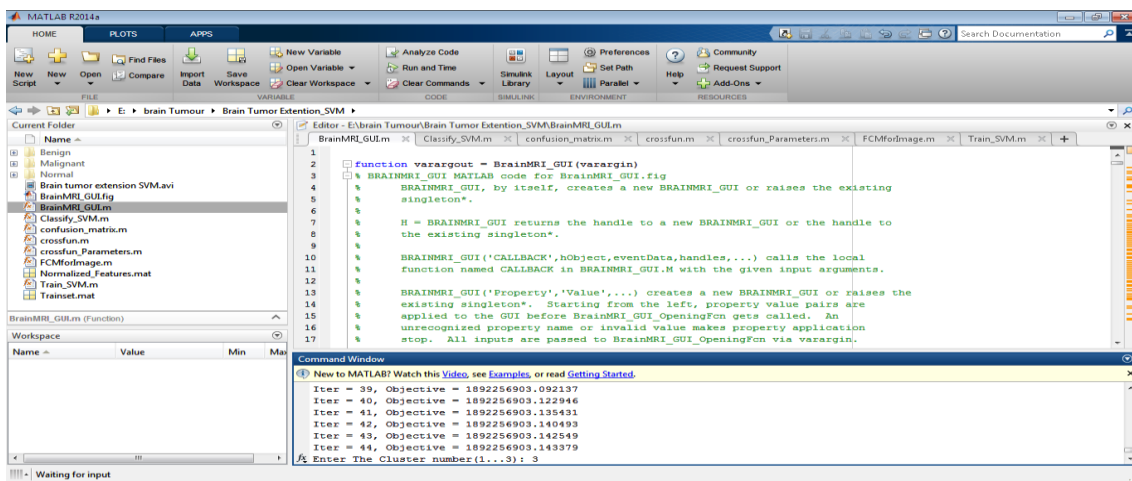 MATLAB R2014a
HOME PLOTS APPS
Search Documentation
New Script
New
Open
Find Files
Compare
Import Data
Save Workspace
New Variable
Open Variable
Clear Workspace
Analyze Code
Run and Time
Clear Commands
Simulink Library
Layout
Preferences
Set Path
Parallel
Help
Community
Request Support
Add-Ons
FILE VARIABLE CODE SIMULINK ENVIRONMENT RESOURCES
E: brain Tumour Brain Tumor Extention_SVM
Current Folder
Name
Benign
Malignant
Normal
Brain tumor extension SVM.avi
BrainMRI_GUI.fig
BrainMRI_GUI.m
Classify_SVM.m
confusion_matrix.m
crossfun.m
crossfun_Parameters.m
FCMforImage.m
Normalized_Features.mat
Train_SVM.m
Trainset.mat
BrainMRI_GUI.m (Function)
Workspace
Name Value Min Max
Editor - E:\brain Tumour\Brain Tumor Extention_SVM\BrainMRI_GUI.m
BrainMRI_GUI.m Classify_SVM.m confusion_matrix.m crossfun.m crossfun_Parameters.m FCMforImage.m Train_SVM.m
1
2 function varargout = BrainMRI_GUI(varargin)
3 % BRAINMRI_GUI MATLAB code for BrainMRI_GUI.fig
4 % BRAINMRI_GUI, by itself, creates a new BRAINMRI_GUI or raises the existing
5 % singleton*.
6 %
7 % H = BRAINMRI_GUI returns the handle to a new BRAINMRI_GUI or the handle to
8 % the existing singleton*.
9 %
10 % BRAINMRI_GUI('CALLBACK',hObject,eventData,handles,...) calls the local
11 % function named CALLBACK in BRAINMRI_GUI.M with the given input arguments.
12 %
13 % BRAINMRI_GUI('Property','Value',...) creates a new BRAINMRI_GUI or raises the
14 % existing singleton*. Starting from the left, property value pairs are
15 % applied to the GUI before BrainMRI_GUI_OpeningFcn gets called. An
16 % unrecognized property name or invalid value makes property application
17 % stop. All inputs are passed to BrainMRI_GUI_OpeningFcn via varargin.
Command Window
New to MATLAB? Watch this Video, see Examples, or read Getting Started.
Iter = 39, Objective = 1892256903.092137
Iter = 40, Objective = 1892256903.122946
Iter = 41, Objective = 1892256903.135431
Iter = 42, Objective = 1892256903.140493
Iter = 43, Objective = 1892256903.142549
Iter = 44, Objective = 1892256903.143379
fx Enter The Cluster number(1...3): 3
Waiting for input